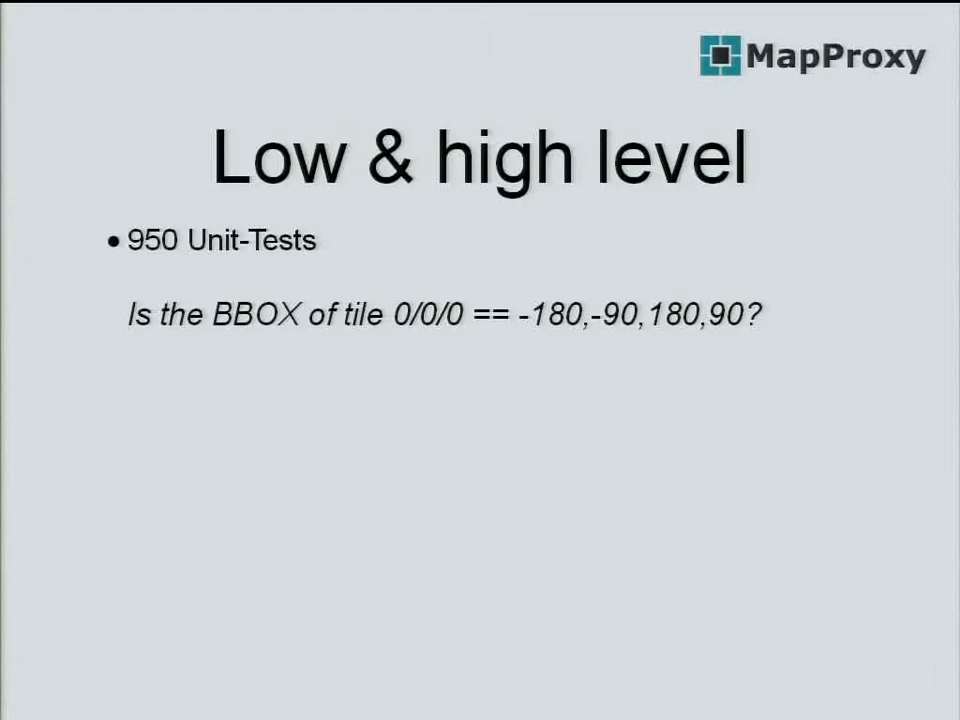 MapProxy
Low & high level
• 950 Unit-Tests
Is the BBOX of tile 0/0/0 == -180,-90,180,90?